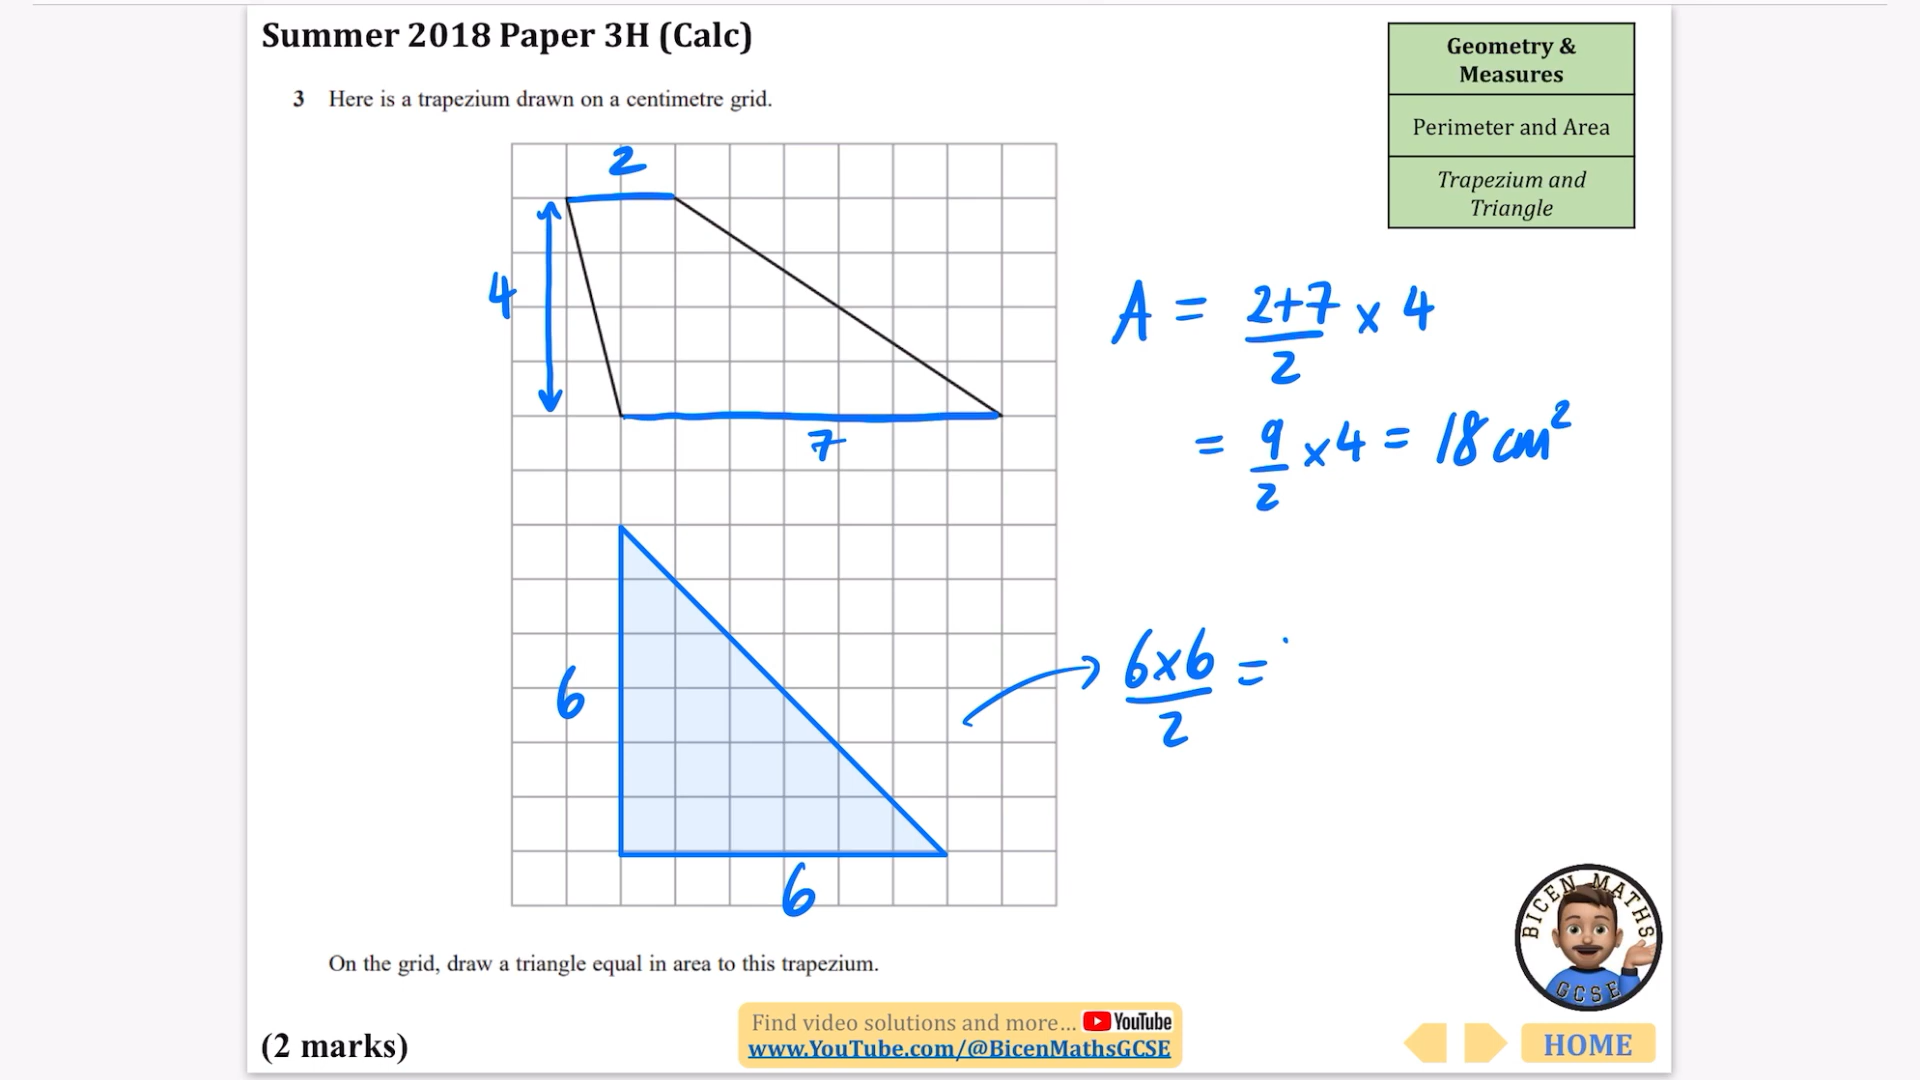 Summer 2018 Paper 3H (Calc)
Geometry &
Measures
Perimeter and Area
Trapezium and
Triangle
3 Here is a trapezium drawn on a centimetre grid.
2
4
7
A = 2+7/2 x 4
= 9/2 x 4 = 18 cm²
6
6
6x6/2 =
On the grid, draw a triangle equal in area to this trapezium.
(2 marks)
Find video solutions and more... YouTube
www.YouTube.com/@BicenMathsGCSE
BICEN MATHS
GCSE
HOME